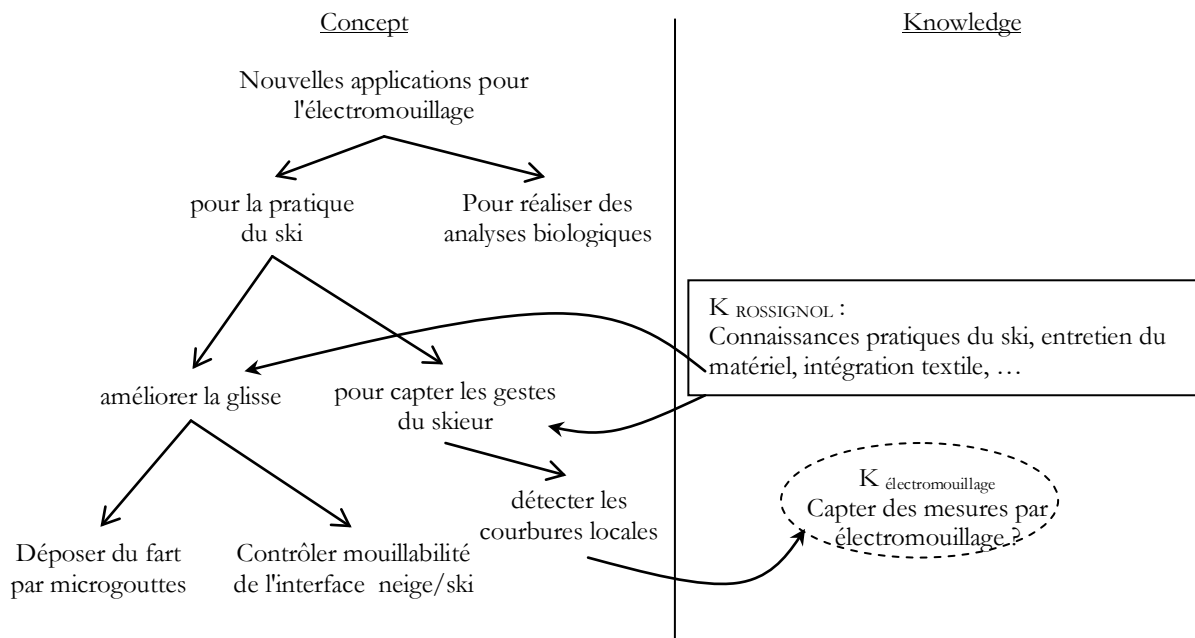 Concept
Knowledge
Nouvelles applications pour
l'électromouillage
pour la pratique
du ski
Pour réaliser des
analyses biologiques
K ROSSIGNOL :
Connaissances pratiques du ski, entretien du
matériel, intégration textile, …
améliorer la glisse
pour capter les gestes
du skieur
détecter les
courbures locales
K électromouillage
Capter des mesures par
électromouillage ?
Déposer du fart
par microgouttes
Contrôler mouillabilité
de l'interface neige/ski